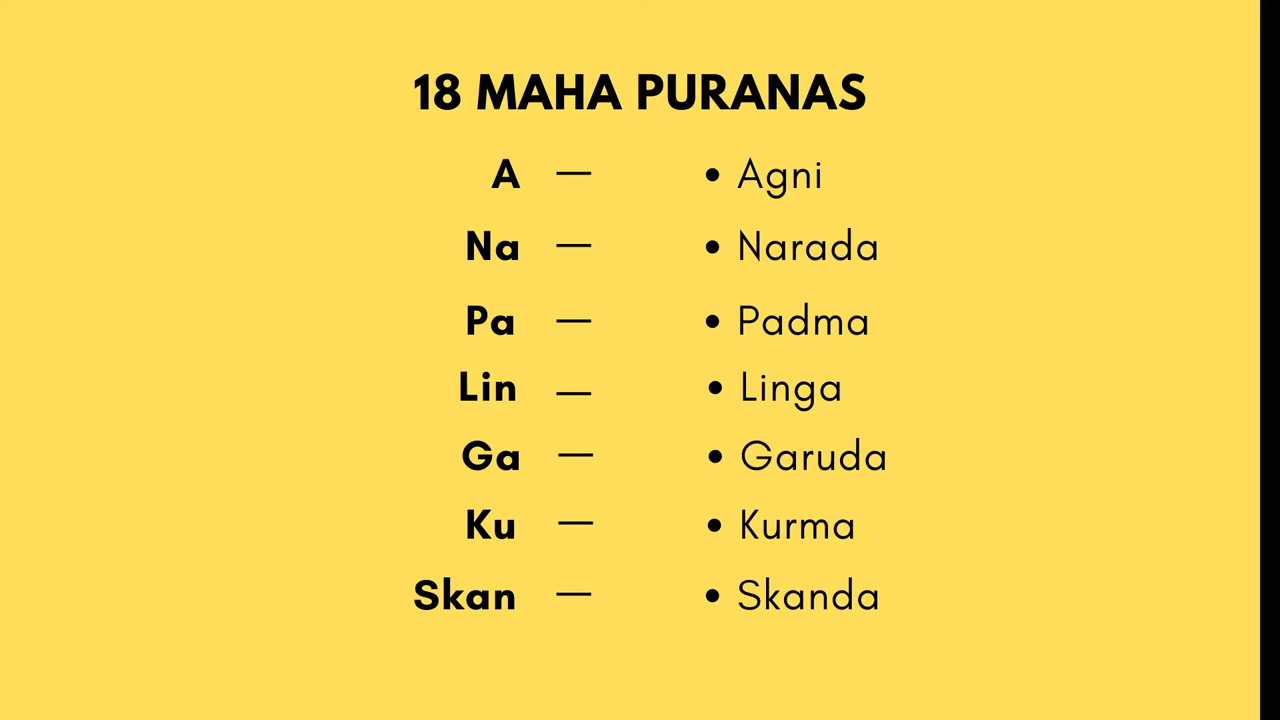 18 MAHA PURANAS
A — • Agni
Na — • Narada
Pa — • Padma
Lin — • Linga
Ga — • Garuda
Ku — • Kurma
Skan — • Skanda